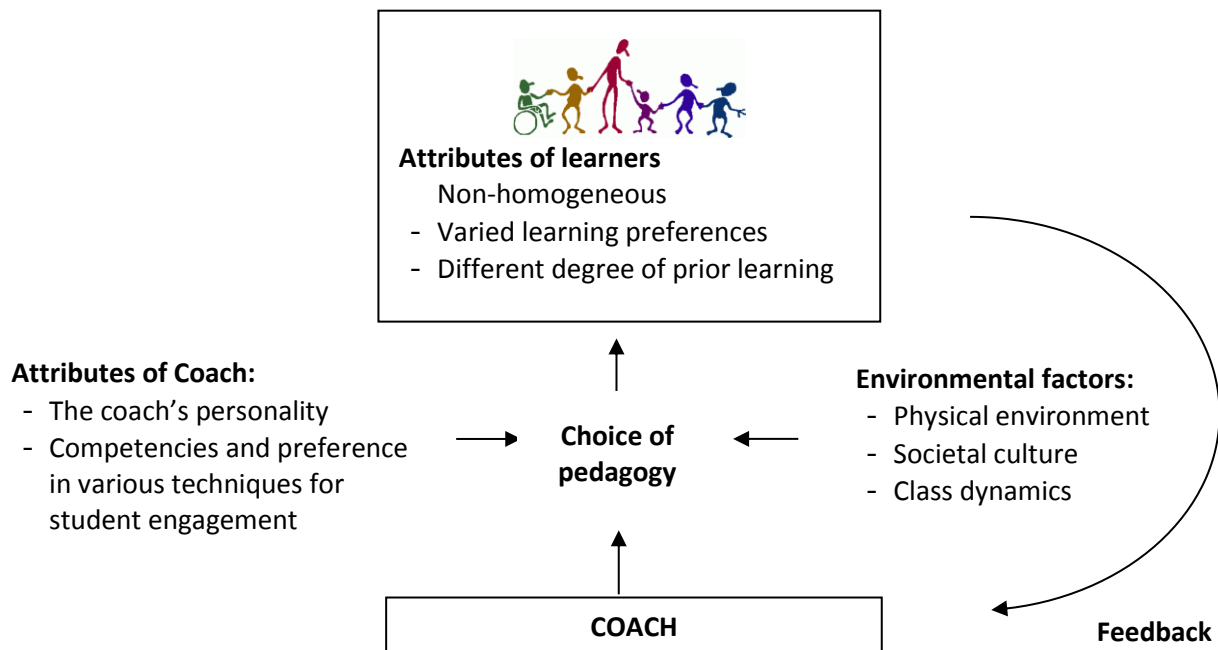 Attributes of learners
Non-homogeneous
- Varied learning preferences
- Different degree of prior learning
Attributes of Coach:
- The coach’s personality
- Competencies and preference
in various techniques for
student engagement
Choice of
pedagogy
Environmental factors:
- Physical environment
- Societal culture
- Class dynamics
COACH
Feedback